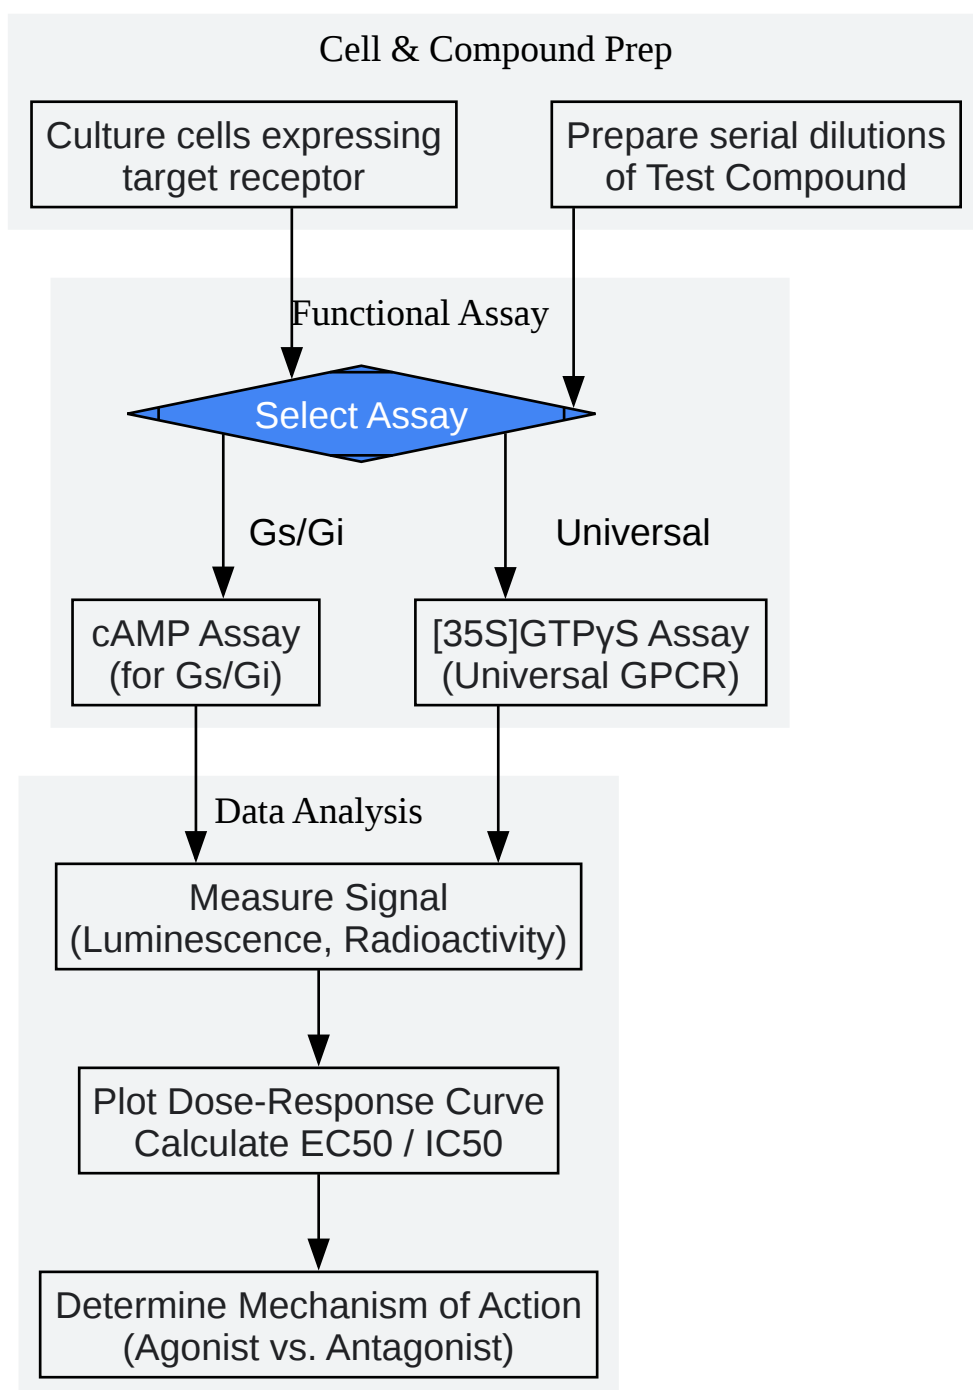 Cell & Compound Prep
Culture cells expressing
target receptor
Prepare serial dilutions
of Test Compound
Functional Assay
Select Assay
Gs/Gi
Universal
cAMP Assay
(for Gs/Gi)
[35S]GTPγS Assay
(Universal GPCR)
Data Analysis
Measure Signal
(Luminescence, Radioactivity)
Plot Dose-Response Curve
Calculate EC50 / IC50
Determine Mechanism of Action
(Agonist vs. Antagonist)